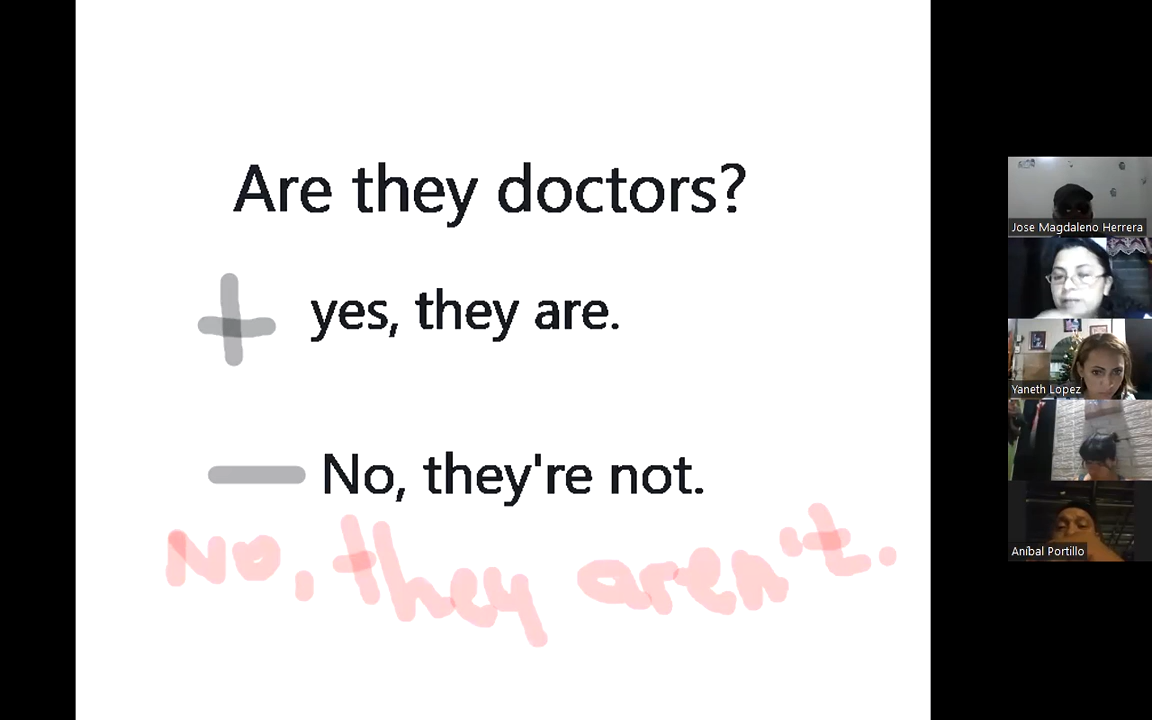 Are they doctors?
yes, they are.
No, they're not.
No, they aren't.
Jose Magdaleno Herrera
Yaneth Lopez
Aníbal Portillo